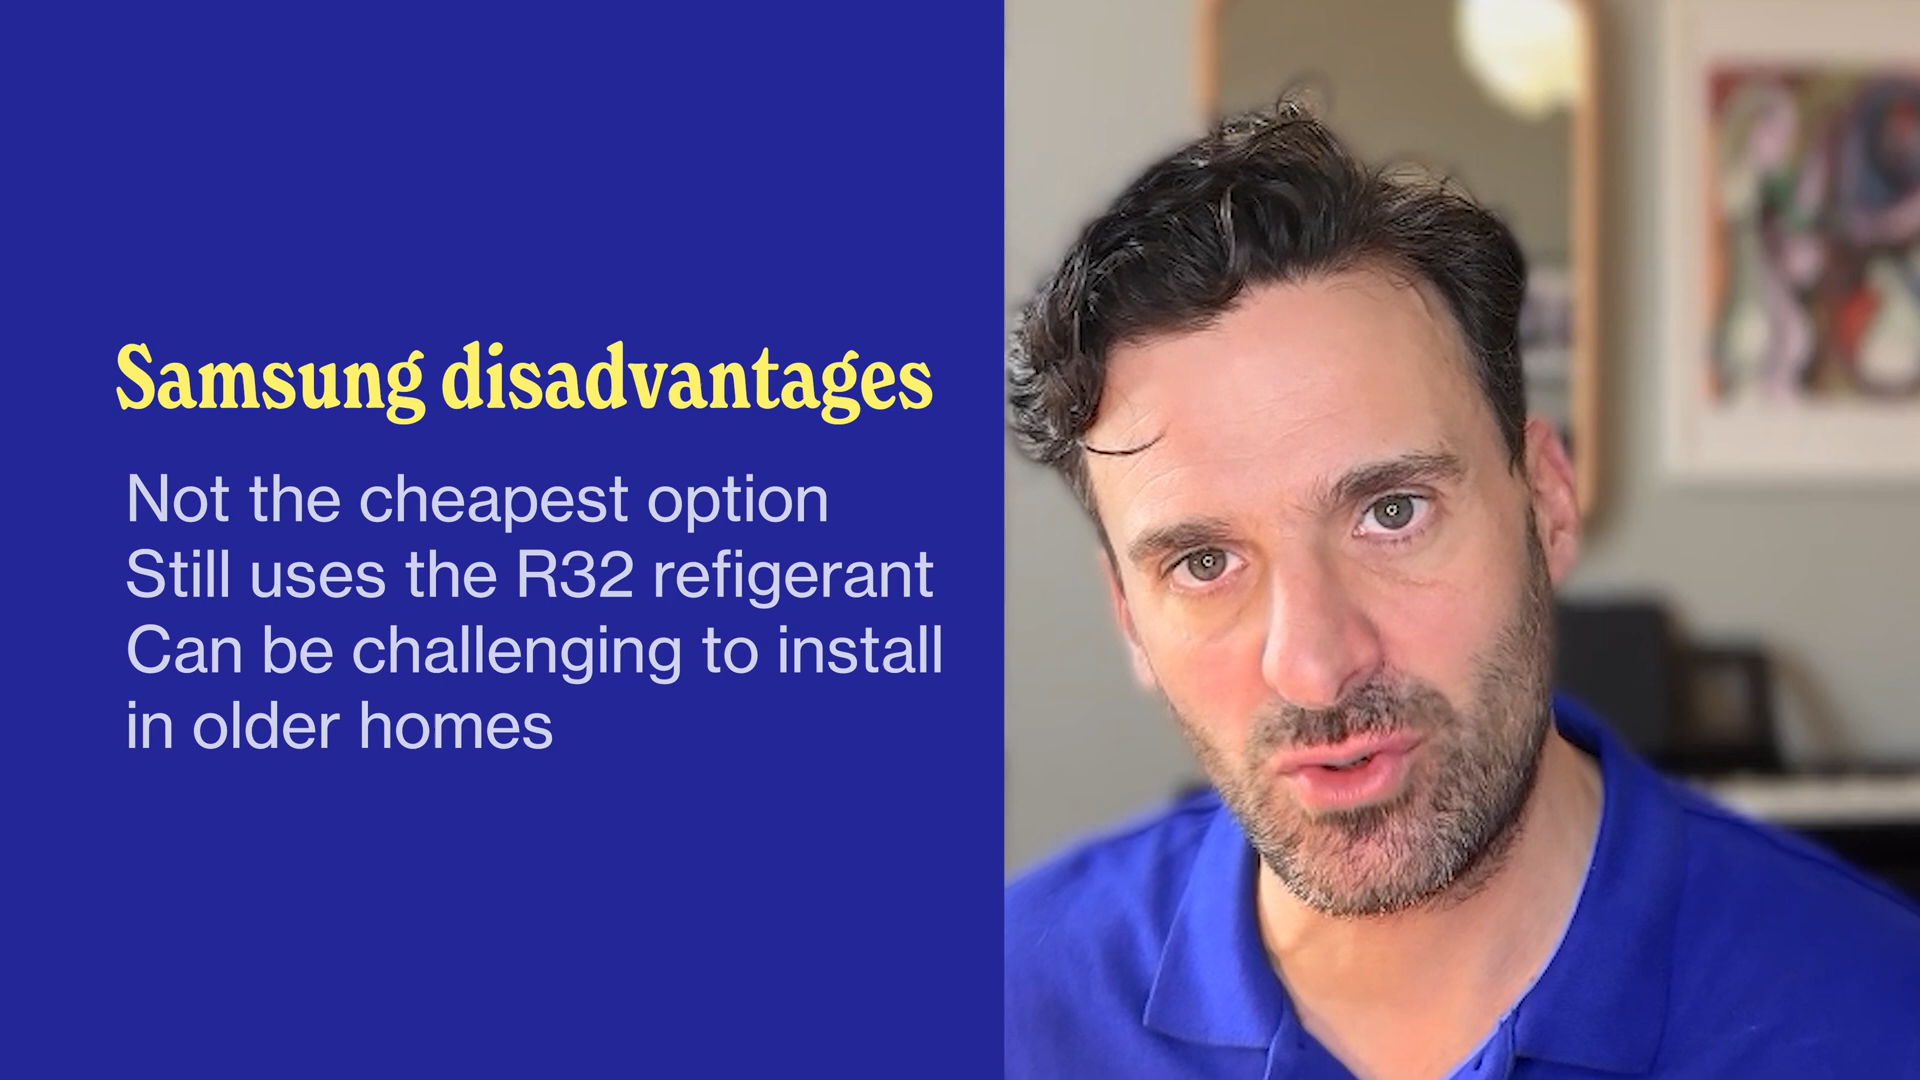 Samsung disadvantages
Not the cheapest option
Still uses the R32 refigerant
Can be challenging to install
in older homes